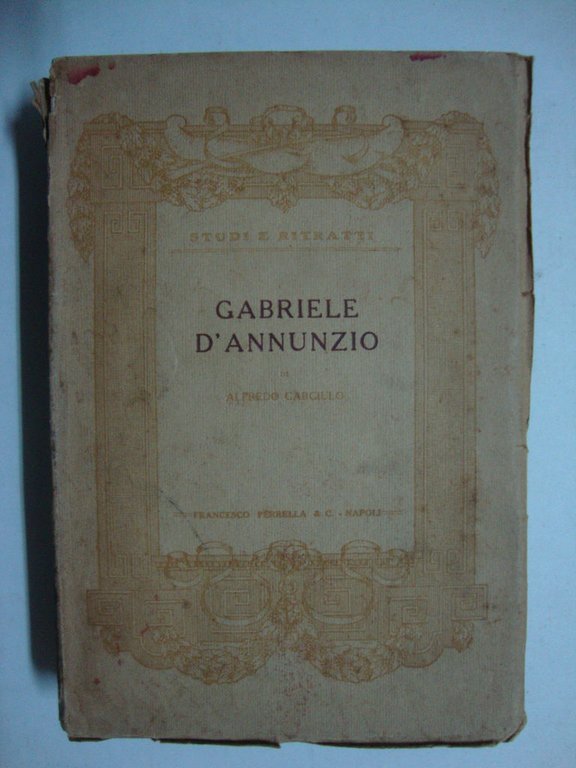 STUDI E RITRATTI
GABRIELE
D'ANNUNZIO
DI
ALFREDO GARGIULO
FRANCESCO PERRELLA & C. - NAPOLI